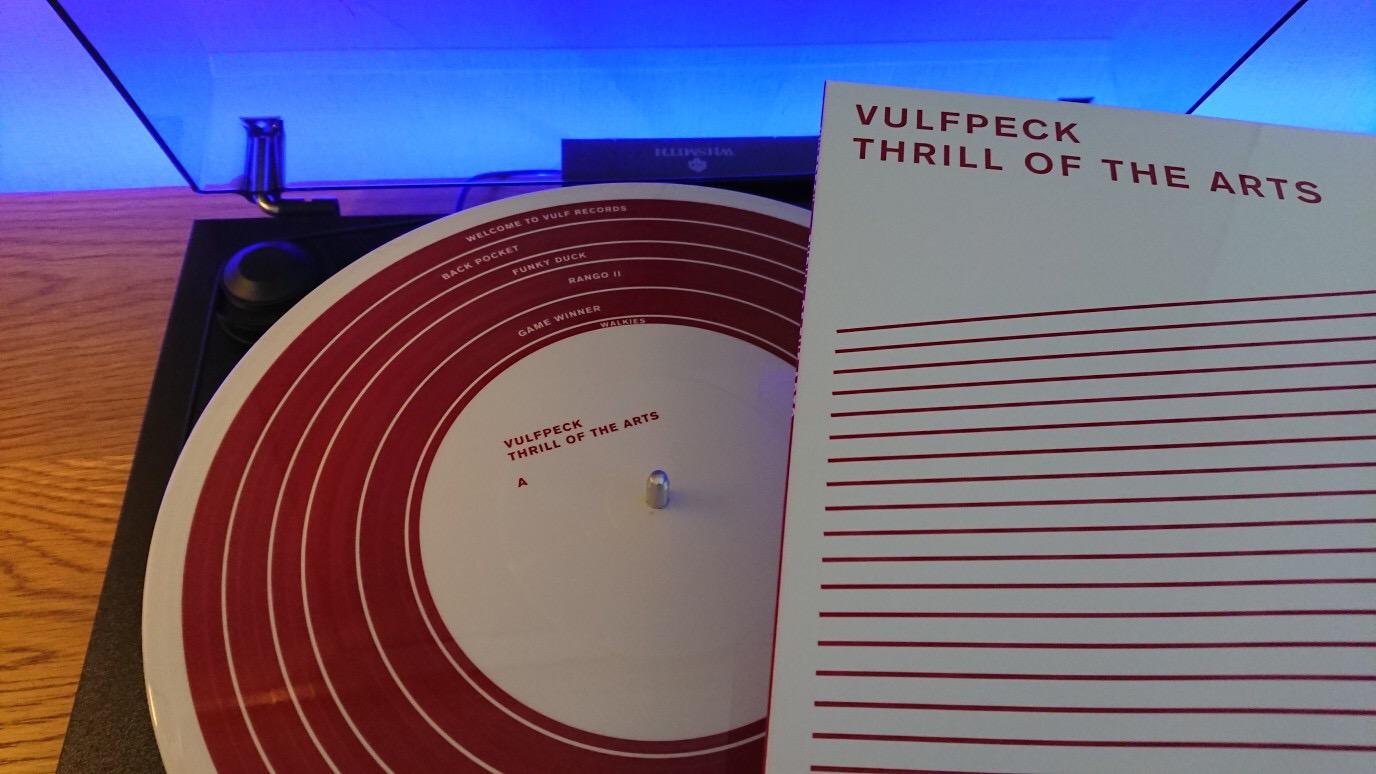 WHSMITH
VULFPECK
THRILL OF THE ARTS
WELCOME TO VULF RECORDS
BACK POCKET
FUNKY DUCK
RANGO II
GAME WINNER
WALKIES
VULFPECK
THRILL OF THE ARTS
A